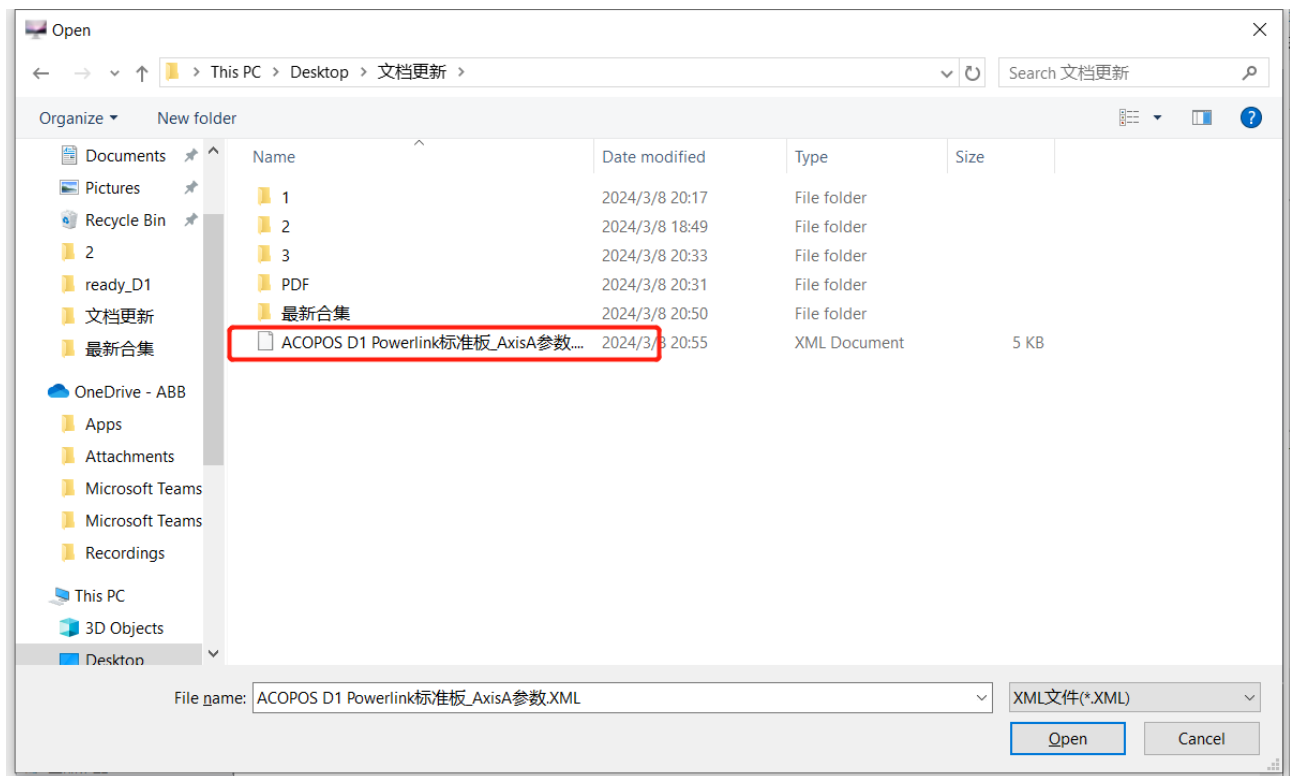 Open
This PC > Desktop > 文档更新 >
Search 文档更新
Organize
New folder
Documents
Pictures
Recycle Bin
2
ready_D1
文档更新
最新合集
OneDrive - ABB
Apps
Attachments
Microsoft Teams
Microsoft Teams
Recordings
This PC
3D Objects
Desktop
Name Date modified Type Size
1 2024/3/8 20:17 File folder
2 2024/3/8 18:49 File folder
3 2024/3/8 20:33 File folder
PDF 2024/3/8 20:31 File folder
最新合集 2024/3/8 20:50 File folder
ACOPOS D1 Powerlink标准板_AxisA参数.... 2024/3/8 20:55 XML Document 5 KB
File name: ACOPOS D1 Powerlink标准板_AxisA参数.XML
XML文件(*.XML)
Open Cancel